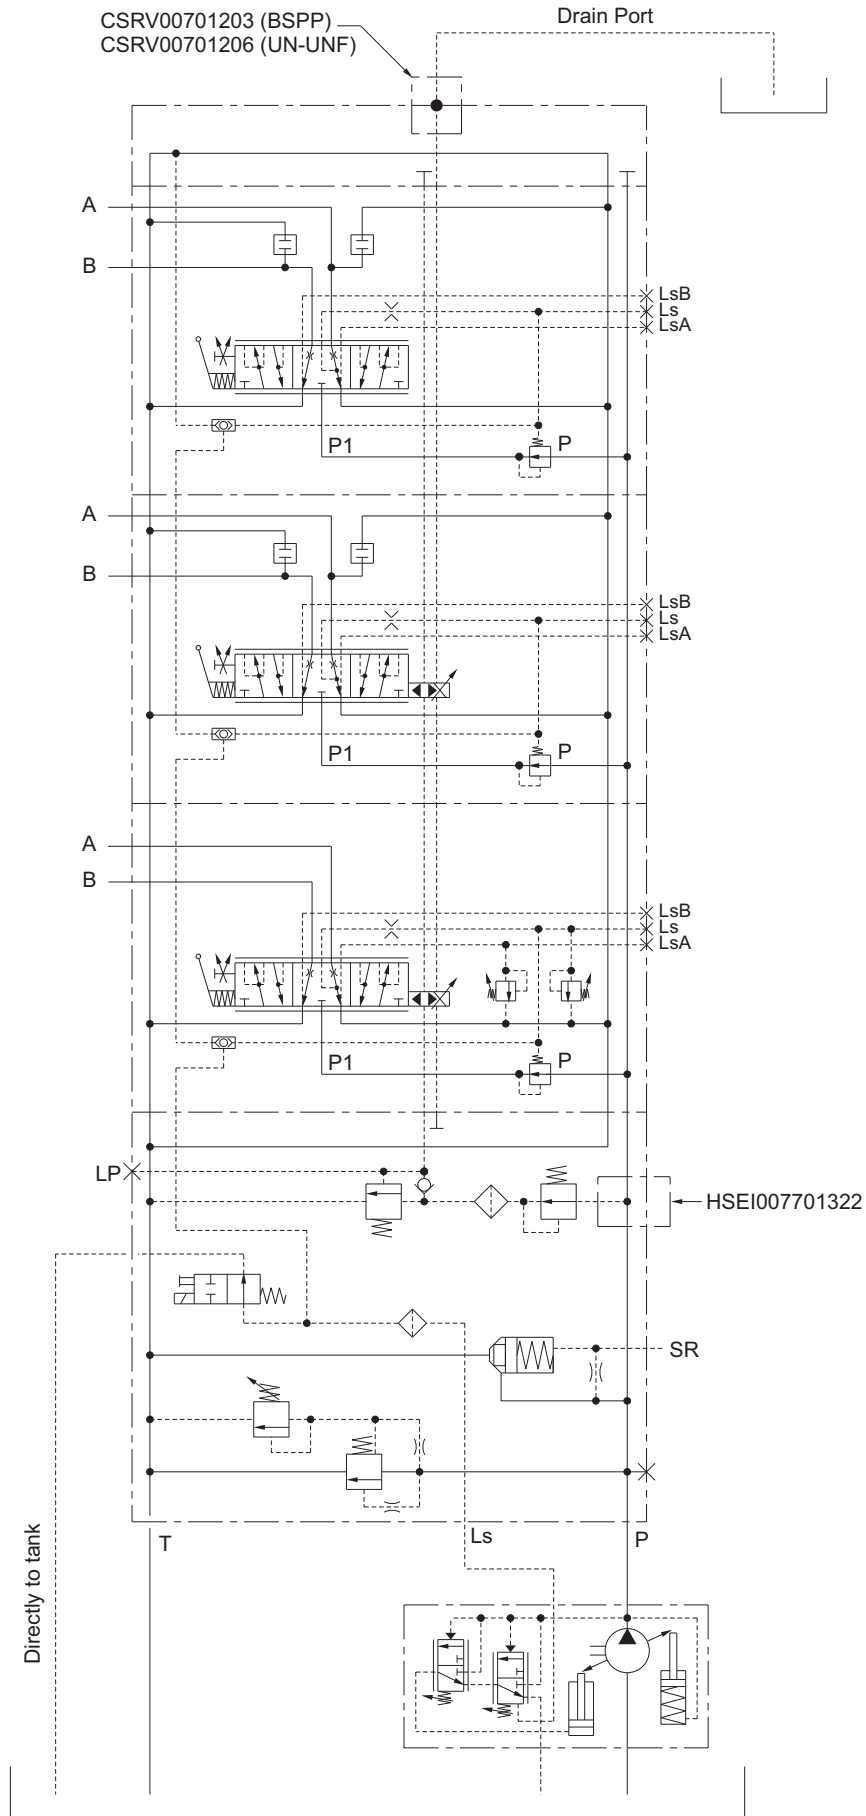 CSRV00701203 (BSPP)
CSRV00701206 (UN-UNF)
Drain Port
A
B
LsB
Ls
LsA
P1
P
A
B
LsB
Ls
LsA
P1
P
A
B
LsB
Ls
LsA
P1
P
LP
HSEI007701322
SR
Directly to tank
T
Ls
P